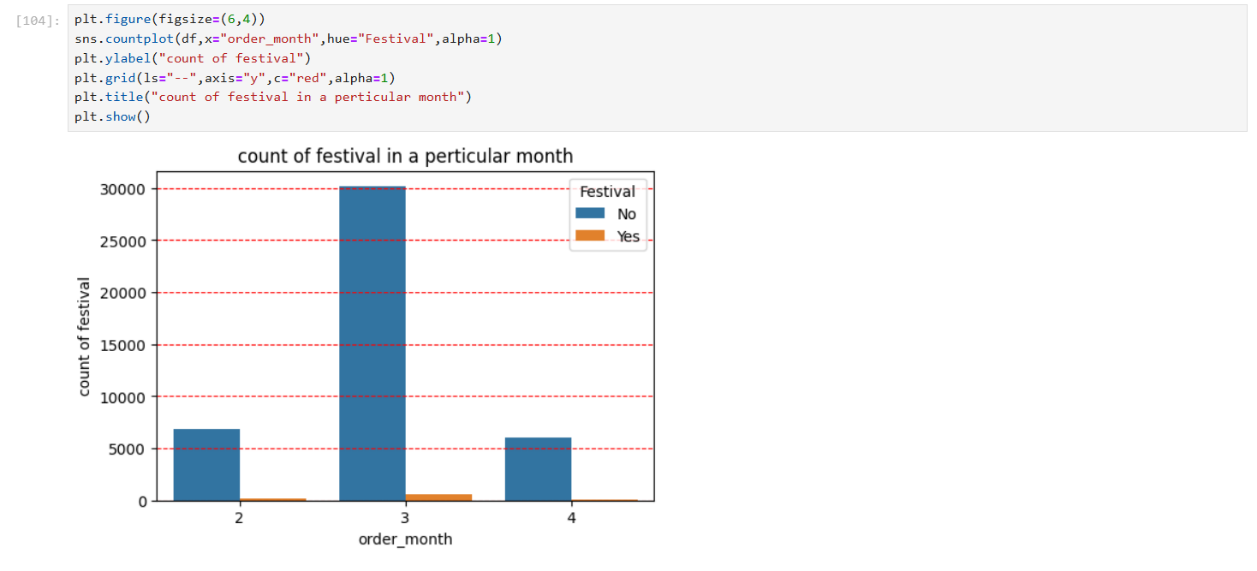 [104]:
plt.figure(figsize=(6,4))
sns.countplot(df,x="order_month",hue="Festival",alpha=1)
plt.ylabel("count of festival")
plt.grid(ls="--",axis="y",c="red",alpha=1)
plt.title("count of festival in a perticular month")
plt.show()
count of festival in a perticular month
Festival
No
Yes
30000
25000
20000
15000
10000
5000
0
count of festival
2
3
4
order_month